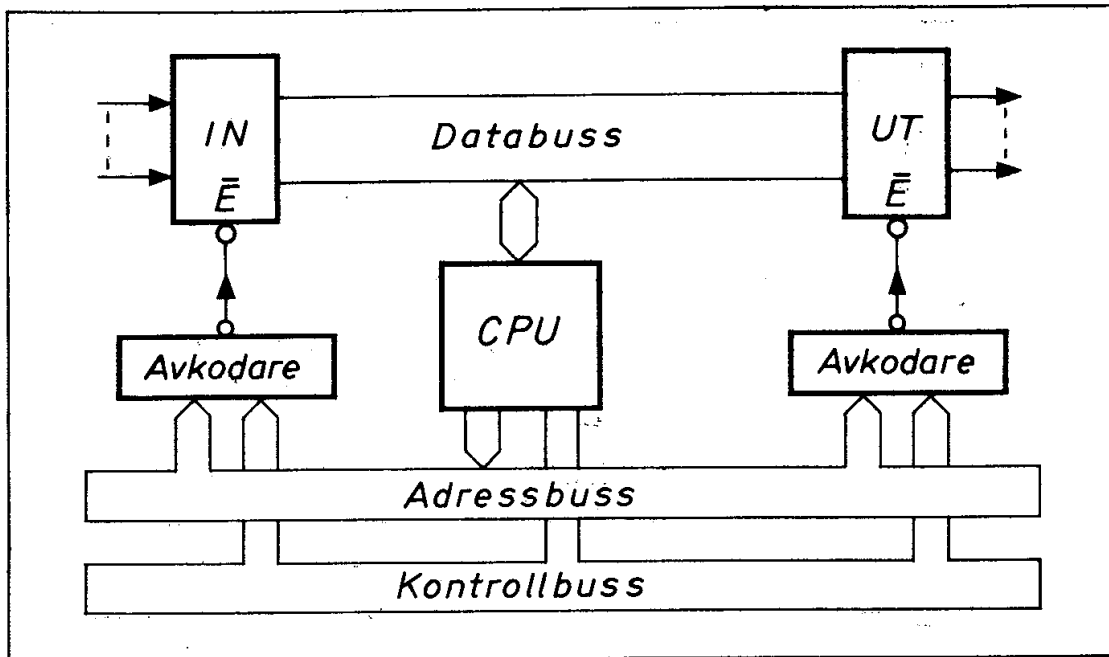 IN
Ē
Databuss
UT
Ē
CPU
Avkodare
Avkodare
Adressbuss
Kontrollbuss